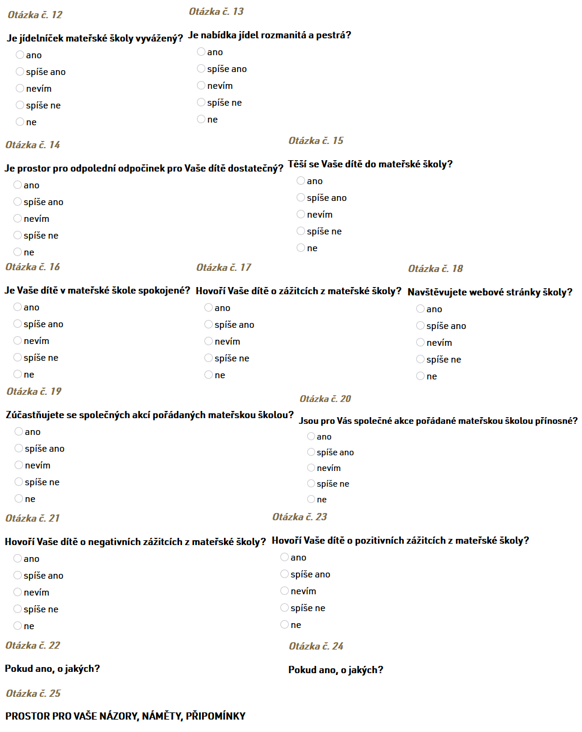 Otázka č. 12
Je jídelníček mateřské školy vyvážený?
ano
spíše ano
nevím
spíše ne
ne
Otázka č. 13
Je nabídka jídel rozmanitá a pestrá?
ano
spíše ano
nevím
spíše ne
ne
Otázka č. 14
Je prostor pro odpolední odpočinek pro Vaše dítě dostatečný?
ano
spíše ano
nevím
spíše ne
ne
Otázka č. 15
Těší se Vaše dítě do mateřské školy?
ano
spíše ano
nevím
spíše ne
ne
Otázka č. 16
Je Vaše dítě v mateřské škole spokojené?
ano
spíše ano
nevím
spíše ne
ne
Otázka č. 17
Hovoří Vaše dítě o zážitcích z mateřské školy?
ano
spíše ano
nevím
spíše ne
ne
Otázka č. 18
Navštěvujete webové stránky školy?
ano
spíše ano
nevím
spíše ne
ne
Otázka č. 19
Zúčastňujete se společných akcí pořádaných mateřskou školou?
ano
spíše ano
nevím
spíše ne
ne
Otázka č. 20
Jsou pro Vás společné akce pořádané mateřskou školou přínosné?
ano
spíše ano
nevím
spíše ne
ne
Otázka č. 21
Hovoří Vaše dítě o negativních zážitcích z mateřské školy?
ano
spíše ano
nevím
spíše ne
ne
Otázka č. 23
Hovoří Vaše dítě o pozitivních zážitcích z mateřské školy?
ano
spíše ano
nevím
spíše ne
ne
Otázka č. 22
Pokud ano, o jakých?
Otázka č. 24
Pokud ano, o jakých?
Otázka č. 25
PROSTOR PRO VAŠE NÁZORY, NÁMĚTY, PŘIPOMÍNKY